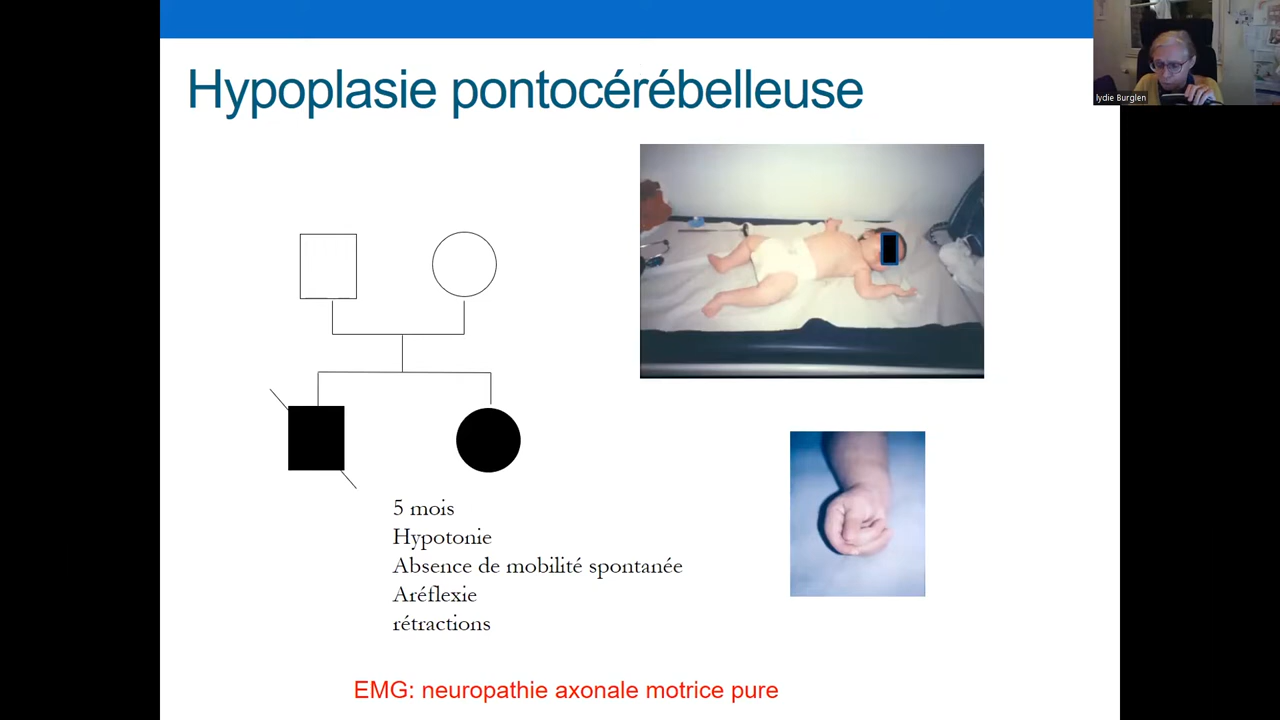 Hypoplasie pontocérébelleuse
lydie Burglen
5 mois
Hypotonie
Absence de mobilité spontanée
Aréflexie
rétractions
EMG: neuropathie axonale motrice pure